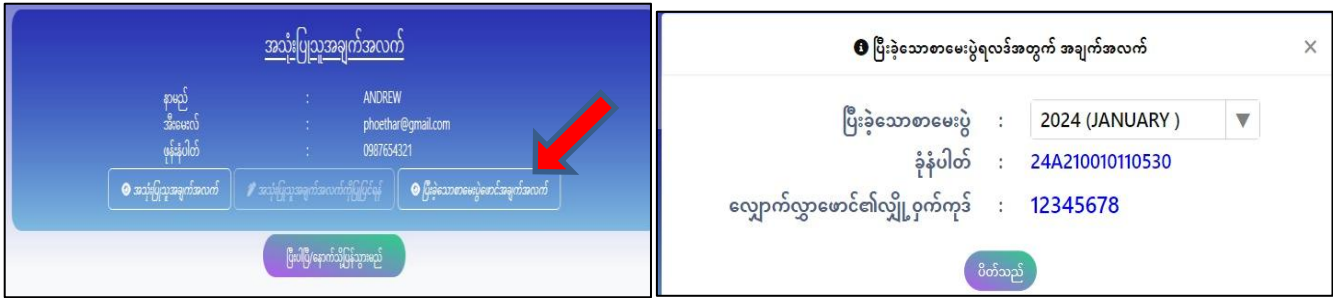 အသုံးပြုသူအချက်အလက်
နာမည် : ANDREW
အီးမေးလ် : phoethar@gmail.com
ဖုန်းနံပါတ် : 0987654321
အသုံးပြုသူအချက်အလက် အသုံးပြုသူအချက်အလက်ကိုပြုပြင်ရန် ပြီးခဲ့သောစာမေးပွဲဖောင်အချက်အလက်
ပြီးပါပြီ/နောက်သို့ပြန်သွားမည်
ပြီးခဲ့သောစာမေးပွဲရလဒ်အတွက် အချက်အလက် ×
ပြီးခဲ့သောစာမေးပွဲ : 2024 (JANUARY )
ခုံနံပါတ် : 24A210010110530
လျှောက်လွှာဖောင်၏လျှို့ဝှက်ကုဒ် : 12345678
ပိတ်သည်